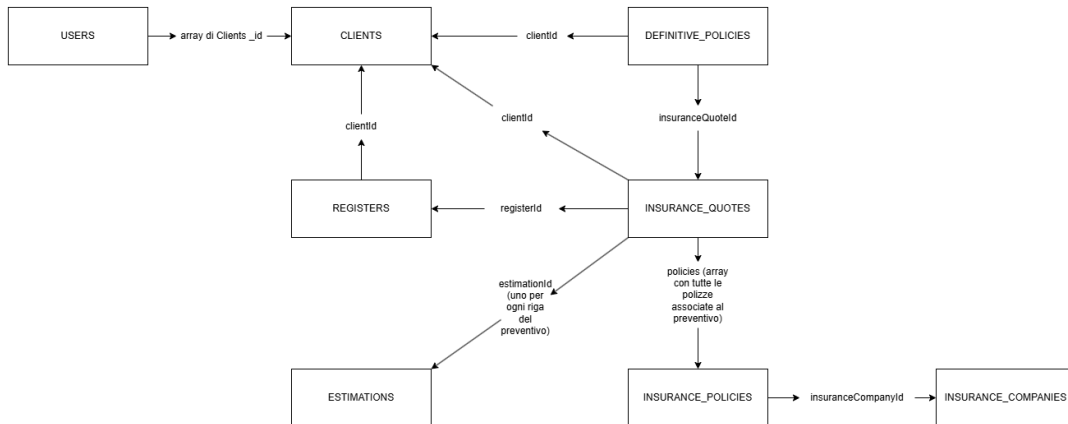 USERS
array di Clients _id
CLIENTS
clientId
DEFINITIVE_POLICIES
clientId
clientId
insuranceQuoteId
REGISTERS
registerId
INSURANCE_QUOTES
estimationId
(uno per
ogni riga
del
preventivo)
policies (array
con tutte le
polizze
associate al
preventivo)
ESTIMATIONS
INSURANCE_POLICIES
insuranceCompanyId
INSURANCE_COMPANIES